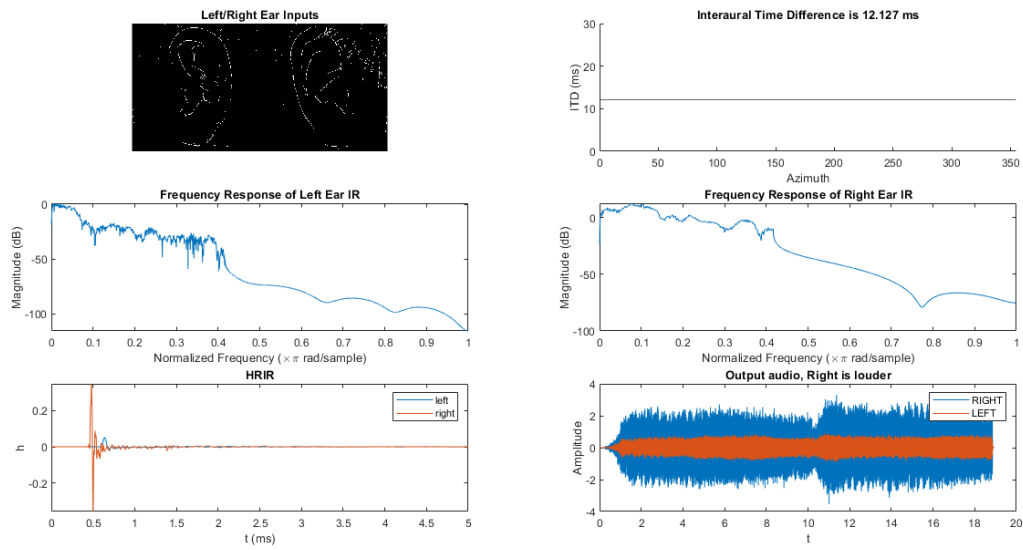 Left/Right Ear Inputs
Interaural Time Difference is 12.127 ms
ITD (ms)
30
20
10
0
0 50 100 150 200 250 300 350
Azimuth
Frequency Response of Left Ear IR
Magnitude (dB)
0
-50
-100
0 0.1 0.2 0.3 0.4 0.5 0.6 0.7 0.8 0.9 1
Normalized Frequency (×π rad/sample)
Frequency Response of Right Ear IR
Magnitude (dB)
0
-50
-100
0 0.1 0.2 0.3 0.4 0.5 0.6 0.7 0.8 0.9 1
Normalized Frequency (×π rad/sample)
HRIR
h
0.2
0
-0.2
left
right
0 0.5 1 1.5 2 2.5 3 3.5 4 4.5 5
t (ms)
Output audio, Right is louder
Amplitude
4
2
0
-2
-4
RIGHT
LEFT
0 2 4 6 8 10 12 14 16 18 20
t